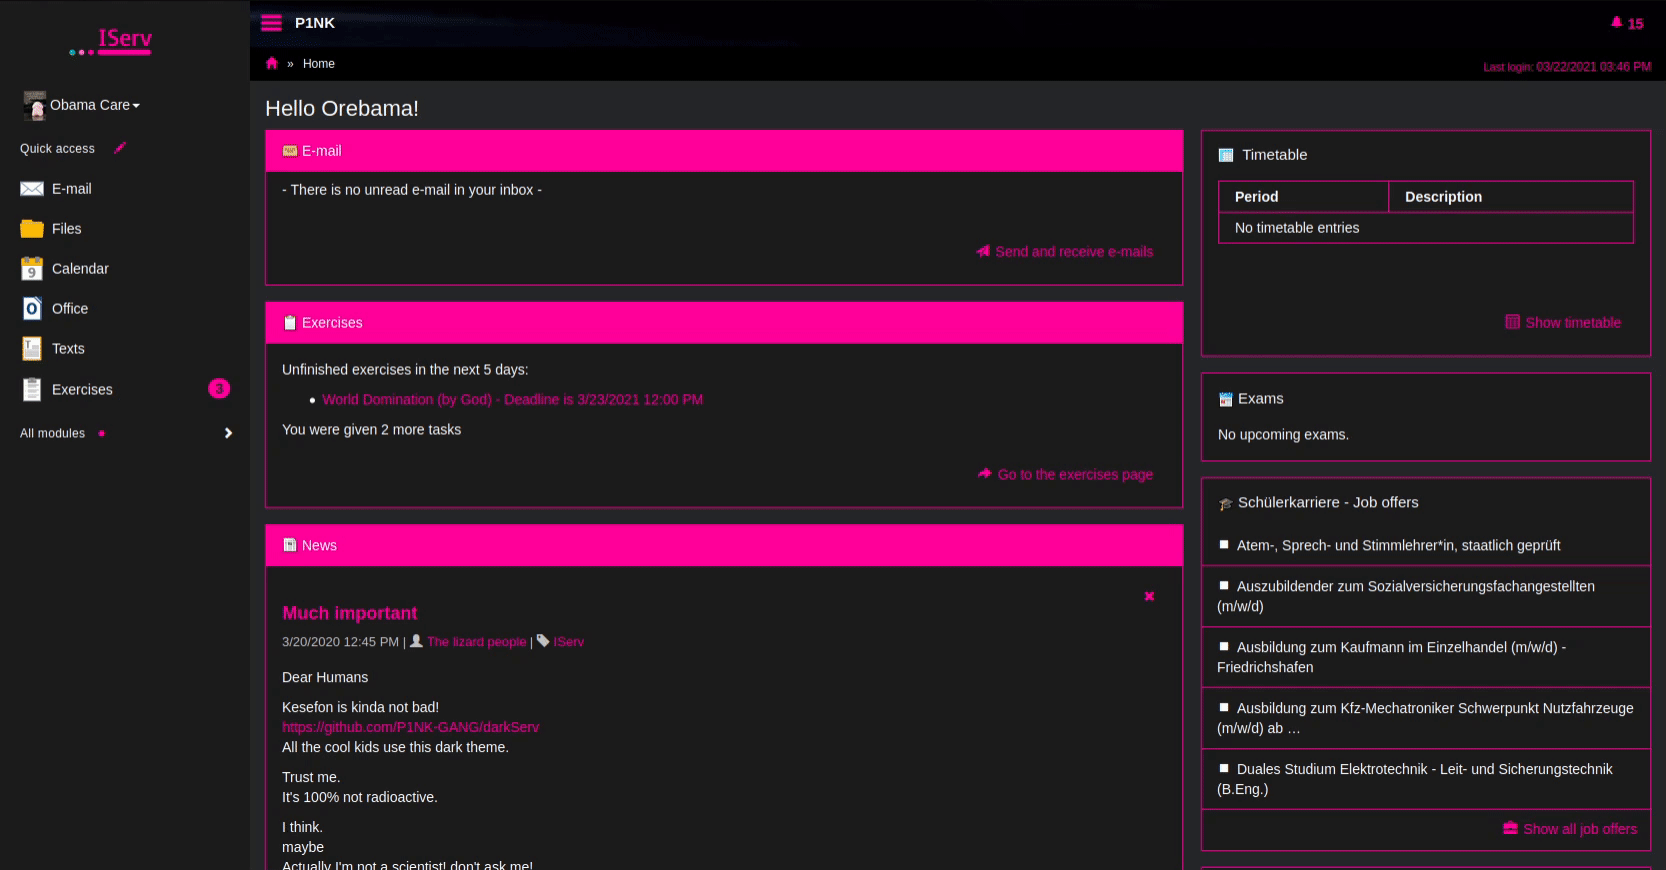 IServ
Obama Care
Quick access
E-mail
Files
9
Calendar
Office
Texts
Exercises
3
All modules
P1NK
15
» Home
Last login: 03/22/2021 03:46 PM
Hello Orebama!
E-mail
- There is no unread e-mail in your inbox -
Send and receive e-mails
Exercises
Unfinished exercises in the next 5 days:
World Domination (by God) - Deadline is 3/23/2021 12:00 PM
You were given 2 more tasks
Go to the exercises page
News
Much important
3/20/2020 12:45 PM | The lizard people | IServ
Dear Humans
Kesefon is kinda not bad!
https://github.com/P1NK-GANG/darkServ
All the cool kids use this dark theme.
Trust me.
It's 100% not radioactive.
I think.
maybe
Actually I'm not a scientist! don't ask me!
Timetable
Period Description
No timetable entries
Show timetable
Exams
No upcoming exams.
Schülerkarriere - Job offers
Atem-, Sprech- und Stimmlehrer*in, staatlich geprüft
Auszubildender zum Sozialversicherungsfachangestellten
(m/w/d)
Ausbildung zum Kaufmann im Einzelhandel (m/w/d) -
Friedrichshafen
Ausbildung zum Kfz-Mechatroniker Schwerpunkt Nutzfahrzeuge
(m/w/d) ab …
Duales Studium Elektrotechnik - Leit- und Sicherungstechnik
(B.Eng.)
Show all job offers